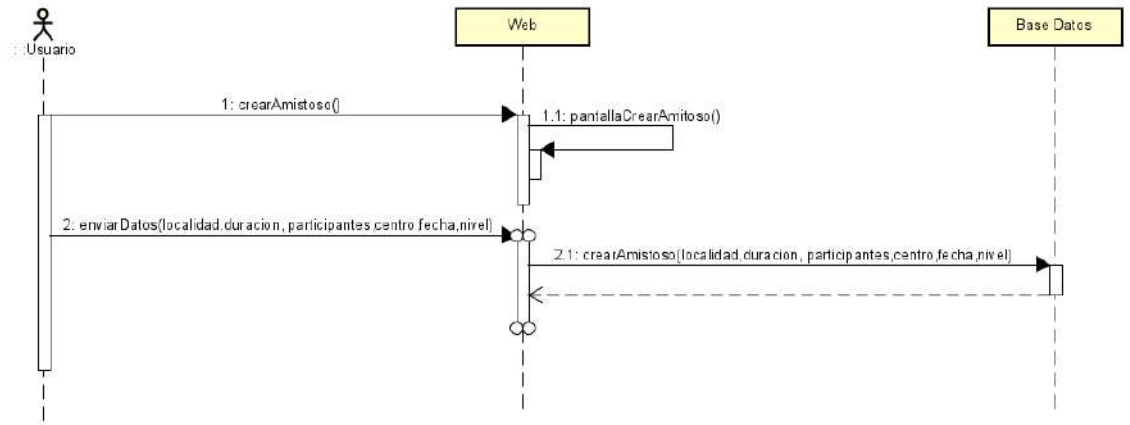 Web
Base Datos
: :Usuario
1: crearAmistoso()
1.1: pantallaCrearAmitoso()
2: enviarDatos(localidad,duracion, participantes,centro,fecha,nivel)
2.1: crearAmistoso(localidad,duracion, participantes,centro,fecha,nivel)